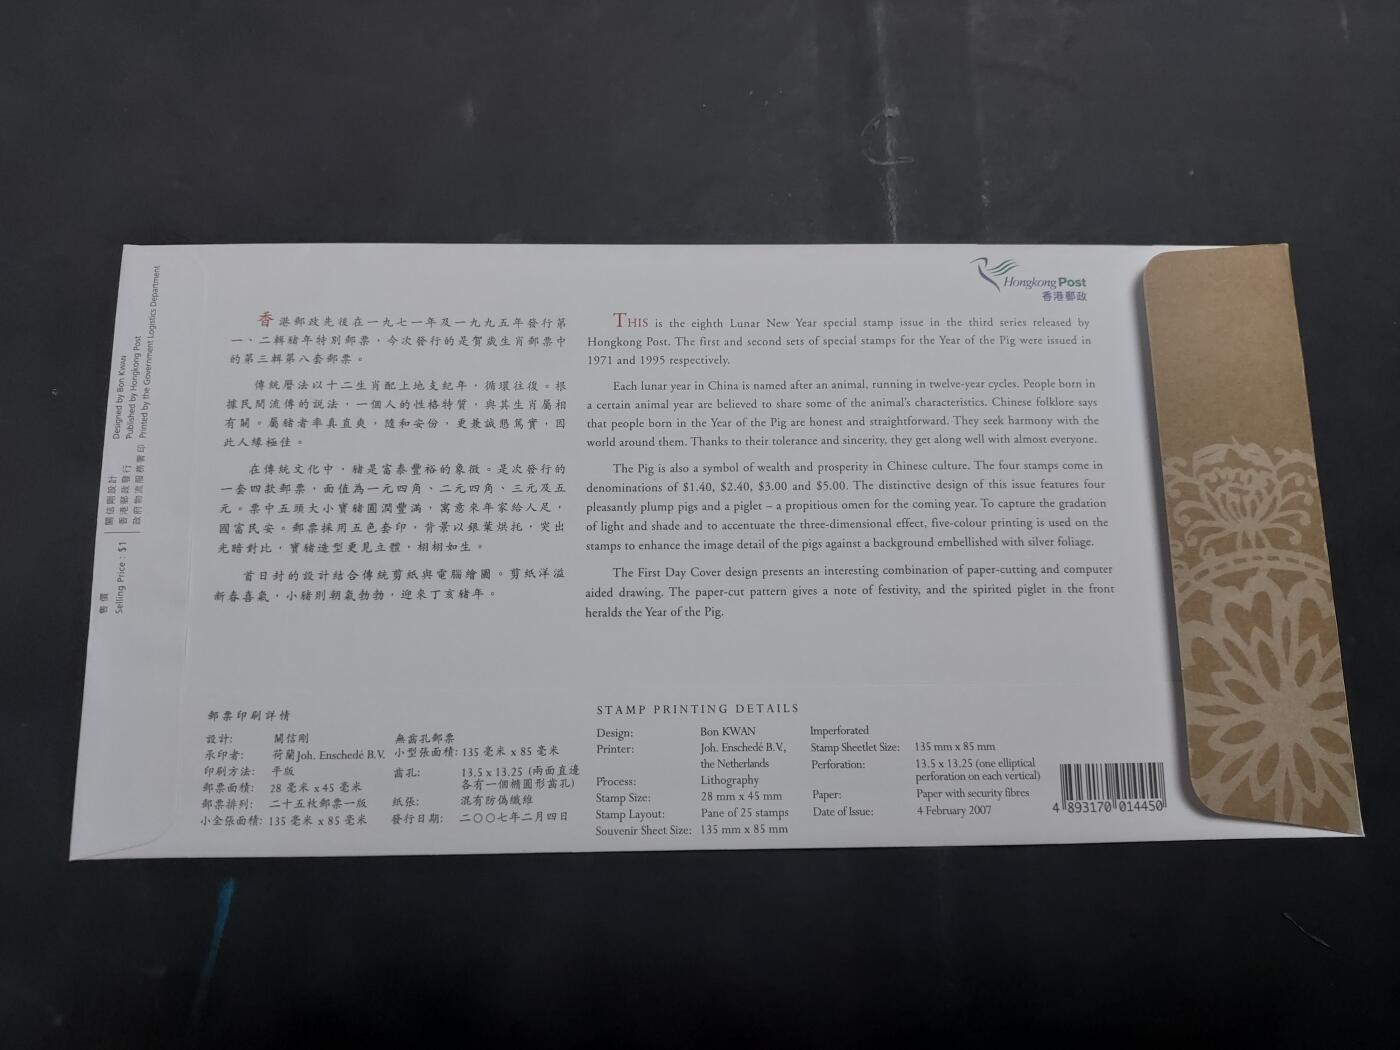 Hongkong Post
香港郵政
香港郵政先後在一九七一年及一九九五年發行第
一、二輯豬年特別郵票,今次發行的是賀歲生肖郵票中
的第三輯第八套郵票。
傳統曆法以十二生肖配上地支紀年,循環往復。根
據民間流傳的說法,一個人的性格特質,與其生肖屬相
有關。屬豬者率真直爽,隨和安份,更兼誠懇篤實,因
此人緣極佳。
在傳統文化中,豬是富泰豐裕的象徵。是次發行的
一套四款郵票,面值為一元四角、二元四角、三元及五
元。票中五頭大小寶豬圓潤豐滿,寓意來年家給人足,
國富民安。郵票採用五色套印,背景以銀葉烘托,突出
光暗對比,寶豬造型更見立體,栩栩如生。
首日封的設計結合傳統剪紙與電腦繪圖。剪紙洋溢
新春喜氣,小豬則朝氣勃勃,迎來丁亥豬年。
THIS is the eighth Lunar New Year special stamp issue in the third series released by
Hongkong Post. The first and second sets of special stamps for the Year of the Pig were issued in
1971 and 1995 respectively.
Each lunar year in China is named after an animal, running in twelve-year cycles. People born in
a certain animal year are believed to share some of the animal's characteristics. Chinese folklore says
that people born in the Year of the Pig are honest and straightforward. They seek harmony with the
world around them. Thanks to their tolerance and sincerity, they get along well with almost everyone.
The Pig is also a symbol of wealth and prosperity in Chinese culture. The four stamps come in
denominations of $1.40, $2.40, $3.00 and $5.00. The distinctive design of this issue features four
pleasantly plump pigs and a piglet – a propitious omen for the coming year. To capture the gradation
of light and shade and to accentuate the three-dimensional effect, five-colour printing is used on the
stamps to enhance the image detail of the pigs against a background embellished with silver foliage.
The First Day Cover design presents an interesting combination of paper-cutting and computer
aided drawing. The paper-cut pattern gives a note of festivity, and the spirited piglet in the front
heralds the Year of the Pig.
郵票印刷詳情
設計: 關信剛
承印者: 荷蘭Joh. Enschedé B.V.
印刷方法: 平版
郵票面積: 28 毫米 x 45 毫米
郵票排列: 二十五枚郵票一版
小全張面積: 135 毫米 x 85 毫米
無齒孔郵票
小型張面積: 135 毫米 x 85 毫米
齒孔: 13.5 x 13.25 (兩面直邊
各有一個橢圓形齒孔)
紙張: 混有防偽纖維
發行日期: 二〇〇七年二月四日
STAMP PRINTING DETAILS
Design: Bon KWAN
Printer: Joh. Enschedé B.V.,
the Netherlands
Process: Lithography
Stamp Size: 28 mm x 45 mm
Stamp Layout: Pane of 25 stamps
Souvenir Sheet Size: 135 mm x 85 mm
Imperforated
Stamp Sheetlet Size: 135 mm x 85 mm
Perforation: 13.5 x 13.25 (one elliptical
perforation on each vertical)
Paper: Paper with security fibres
Date of Issue: 4 February 2007
4 893170 014450
售價
Selling Price : $1
關信剛設計
香港郵政發行
政府物流服務署印
Designed by Bon KWAN
Published by Hongkong Post
Printed by the Government Logistics Department